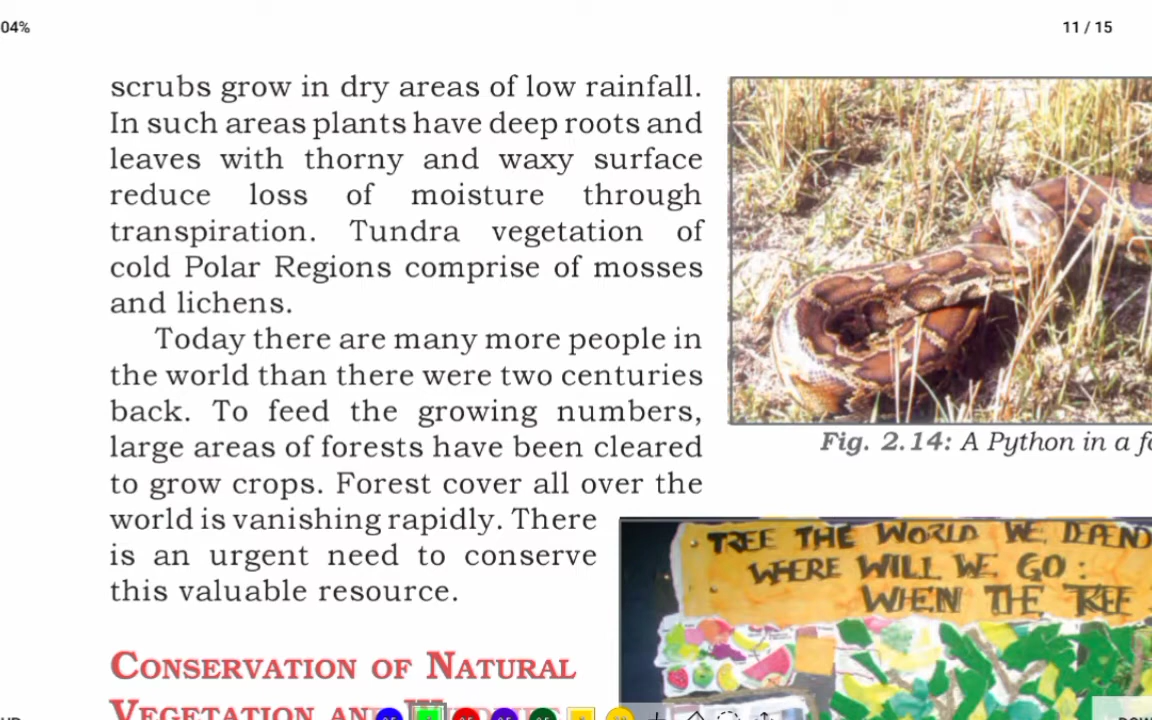 04%
11 / 15
scrubs grow in dry areas of low rainfall.
In such areas plants have deep roots and
leaves with thorny and waxy surface
reduce loss of moisture through
transpiration. Tundra vegetation of
cold Polar Regions comprise of mosses
and lichens.
Today there are many more people in
the world than there were two centuries
back. To feed the growing numbers,
large areas of forests have been cleared
to grow crops. Forest cover all over the
world is vanishing rapidly. There
is an urgent need to conserve
this valuable resource.
CONSERVATION OF NATURAL
VEGETATION AND
Fig. 2.14: A Python in a
TREE THE WORLD WE DEPEND
WHERE WILL WE GO :
WHEN THE TREE